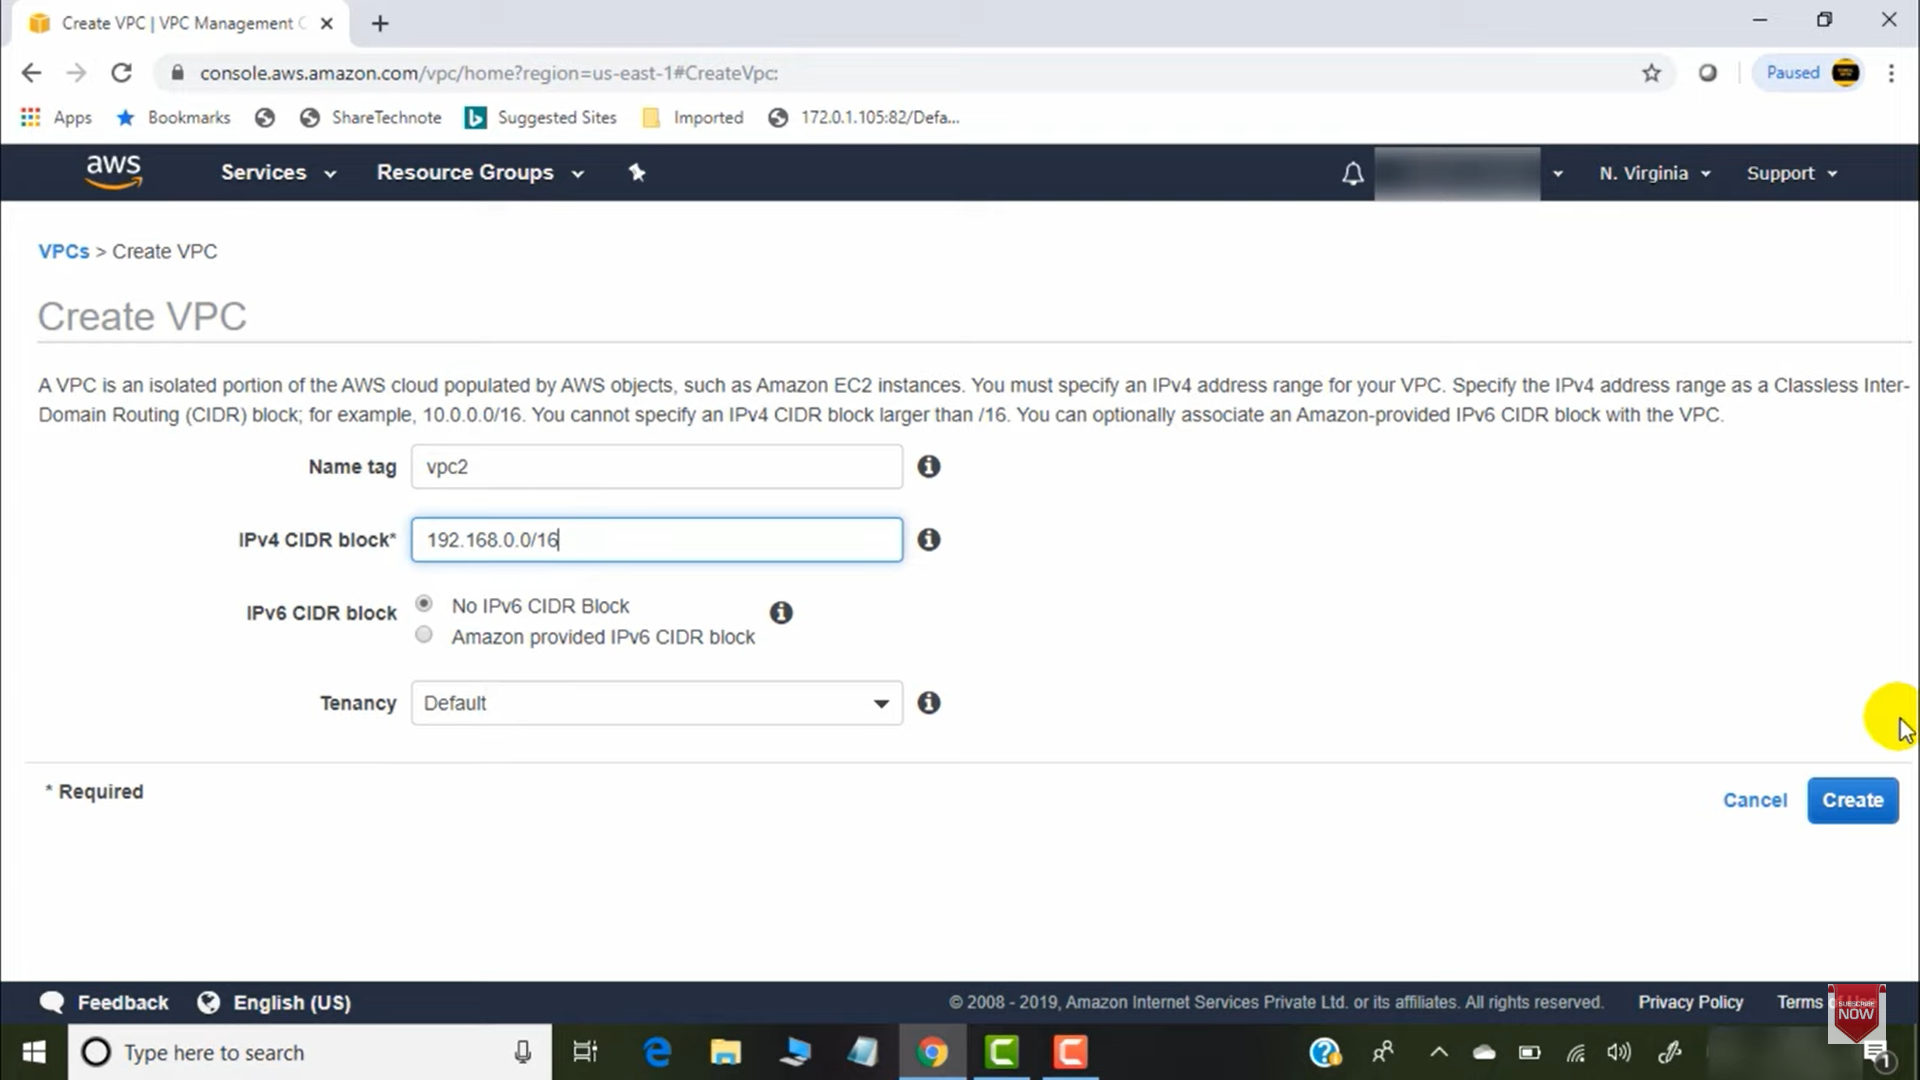 Create VPC | VPC Management C
console.aws.amazon.com/vpc/home?region=us-east-1#CreateVpc:
Paused
Apps
Bookmarks
ShareTechnote
Suggested Sites
Imported
172.0.1.105:82/Defa...
aws
Services
Resource Groups
N. Virginia
Support
VPCs > Create VPC
Create VPC
A VPC is an isolated portion of the AWS cloud populated by AWS objects, such as Amazon EC2 instances. You must specify an IPv4 address range for your VPC. Specify the IPv4 address range as a Classless Inter-
Domain Routing (CIDR) block; for example, 10.0.0.0/16. You cannot specify an IPv4 CIDR block larger than /16. You can optionally associate an Amazon-provided IPv6 CIDR block with the VPC.
Name tag
vpc2
IPv4 CIDR block*
192.168.0.0/16
IPv6 CIDR block
No IPv6 CIDR Block
Amazon provided IPv6 CIDR block
Tenancy
Default
* Required
Cancel
Create
Feedback
English (US)
© 2008 - 2019, Amazon Internet Services Private Ltd. or its affiliates. All rights reserved.
Privacy Policy
Terms
SUBSCRIBE
NOW
Type here to search
1